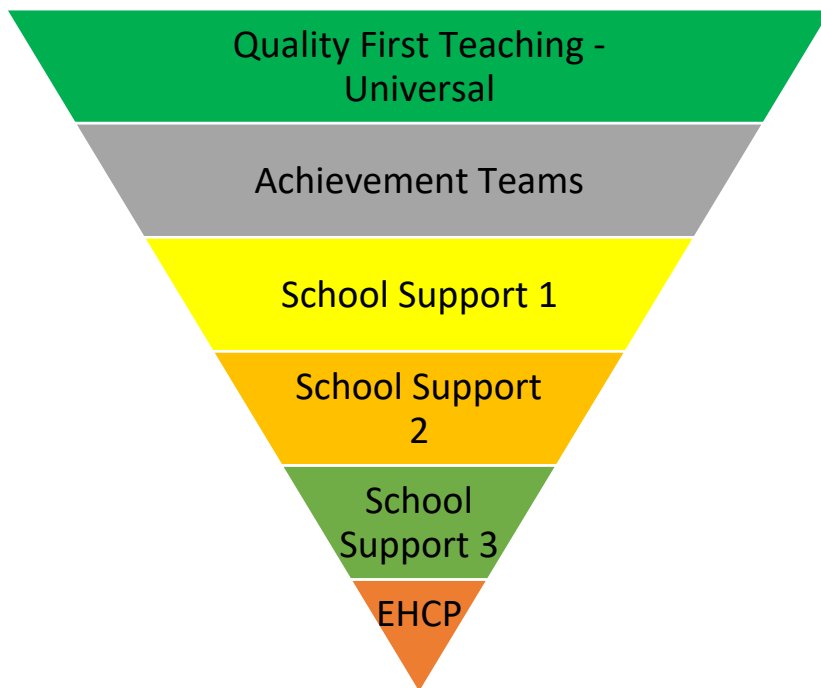 Quality First Teaching -
Universal
Achievement Teams
School Support 1
School Support
2
School
Support 3
EHCP